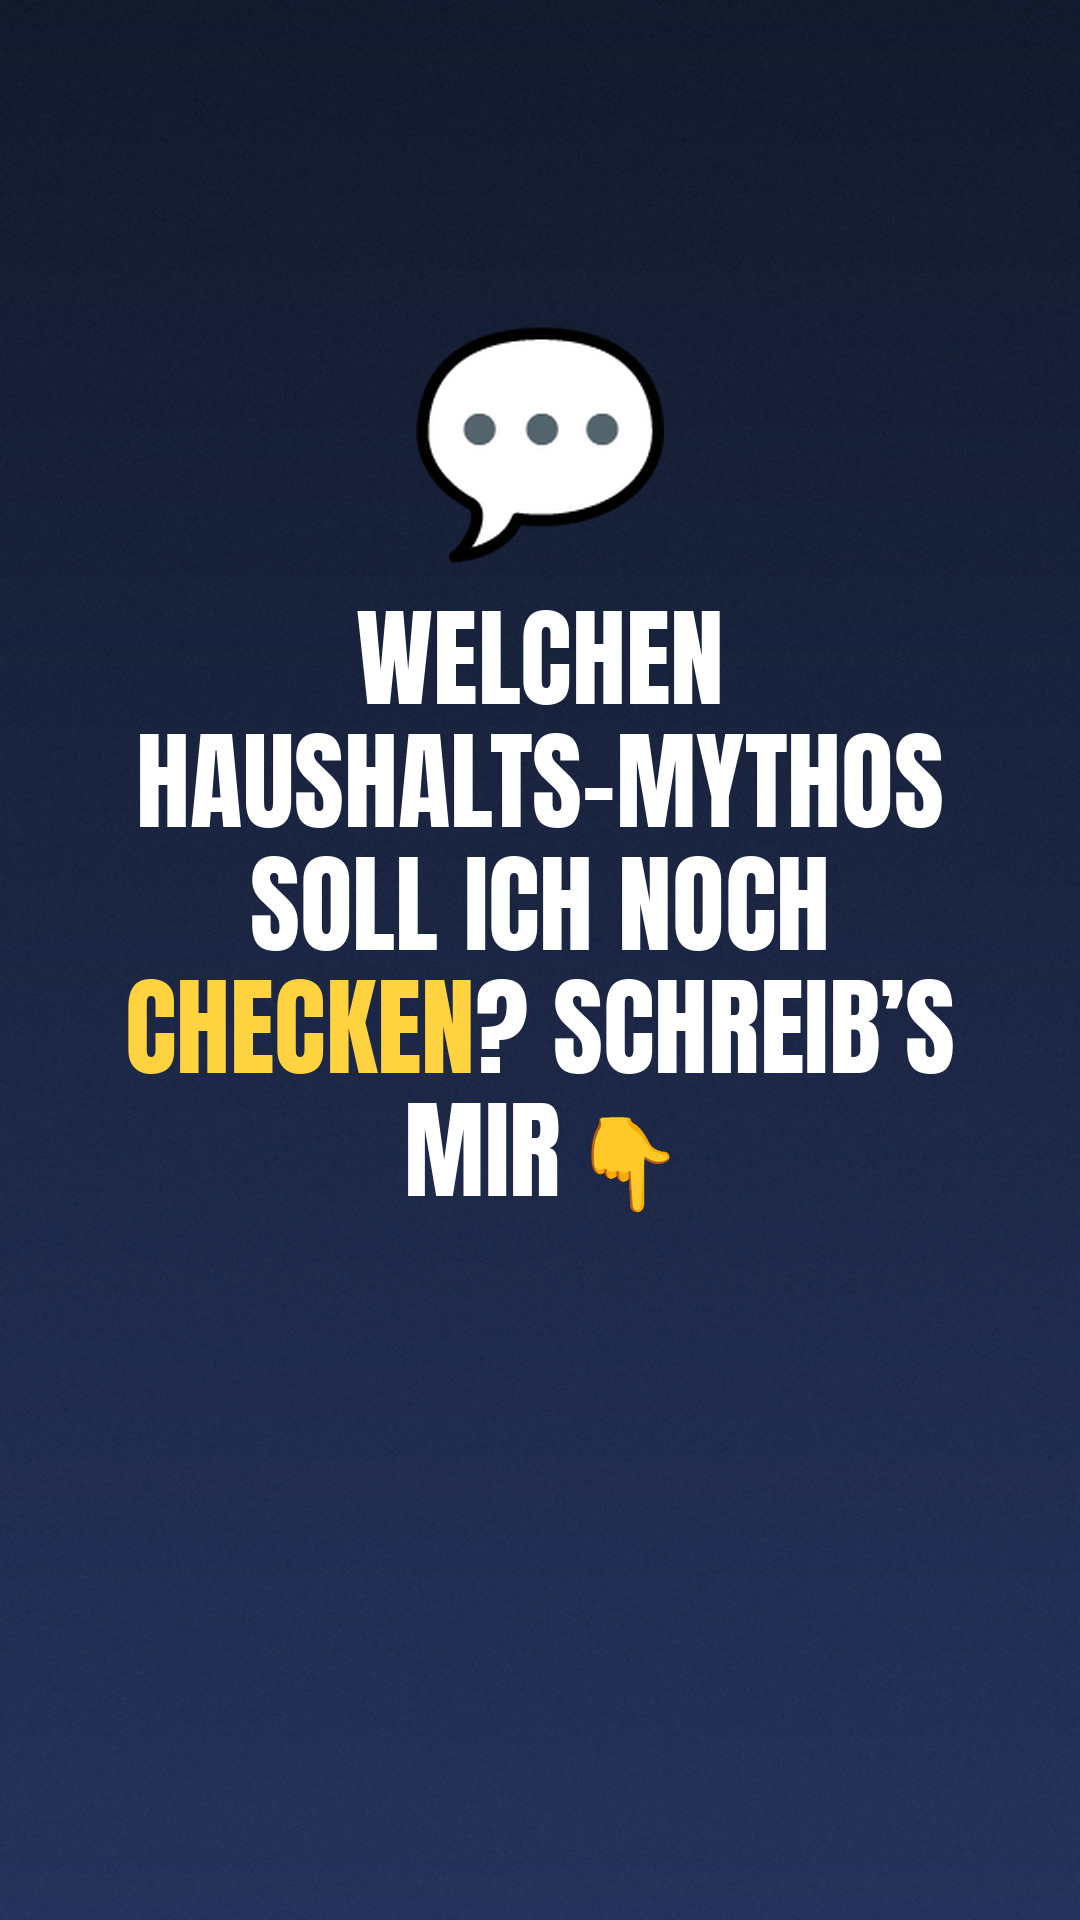 WELCHEN
HAUSHALTS-MYTHOS
SOLL ICH NOCH
CHECKEN? SCHREIB’S
MIR 👇